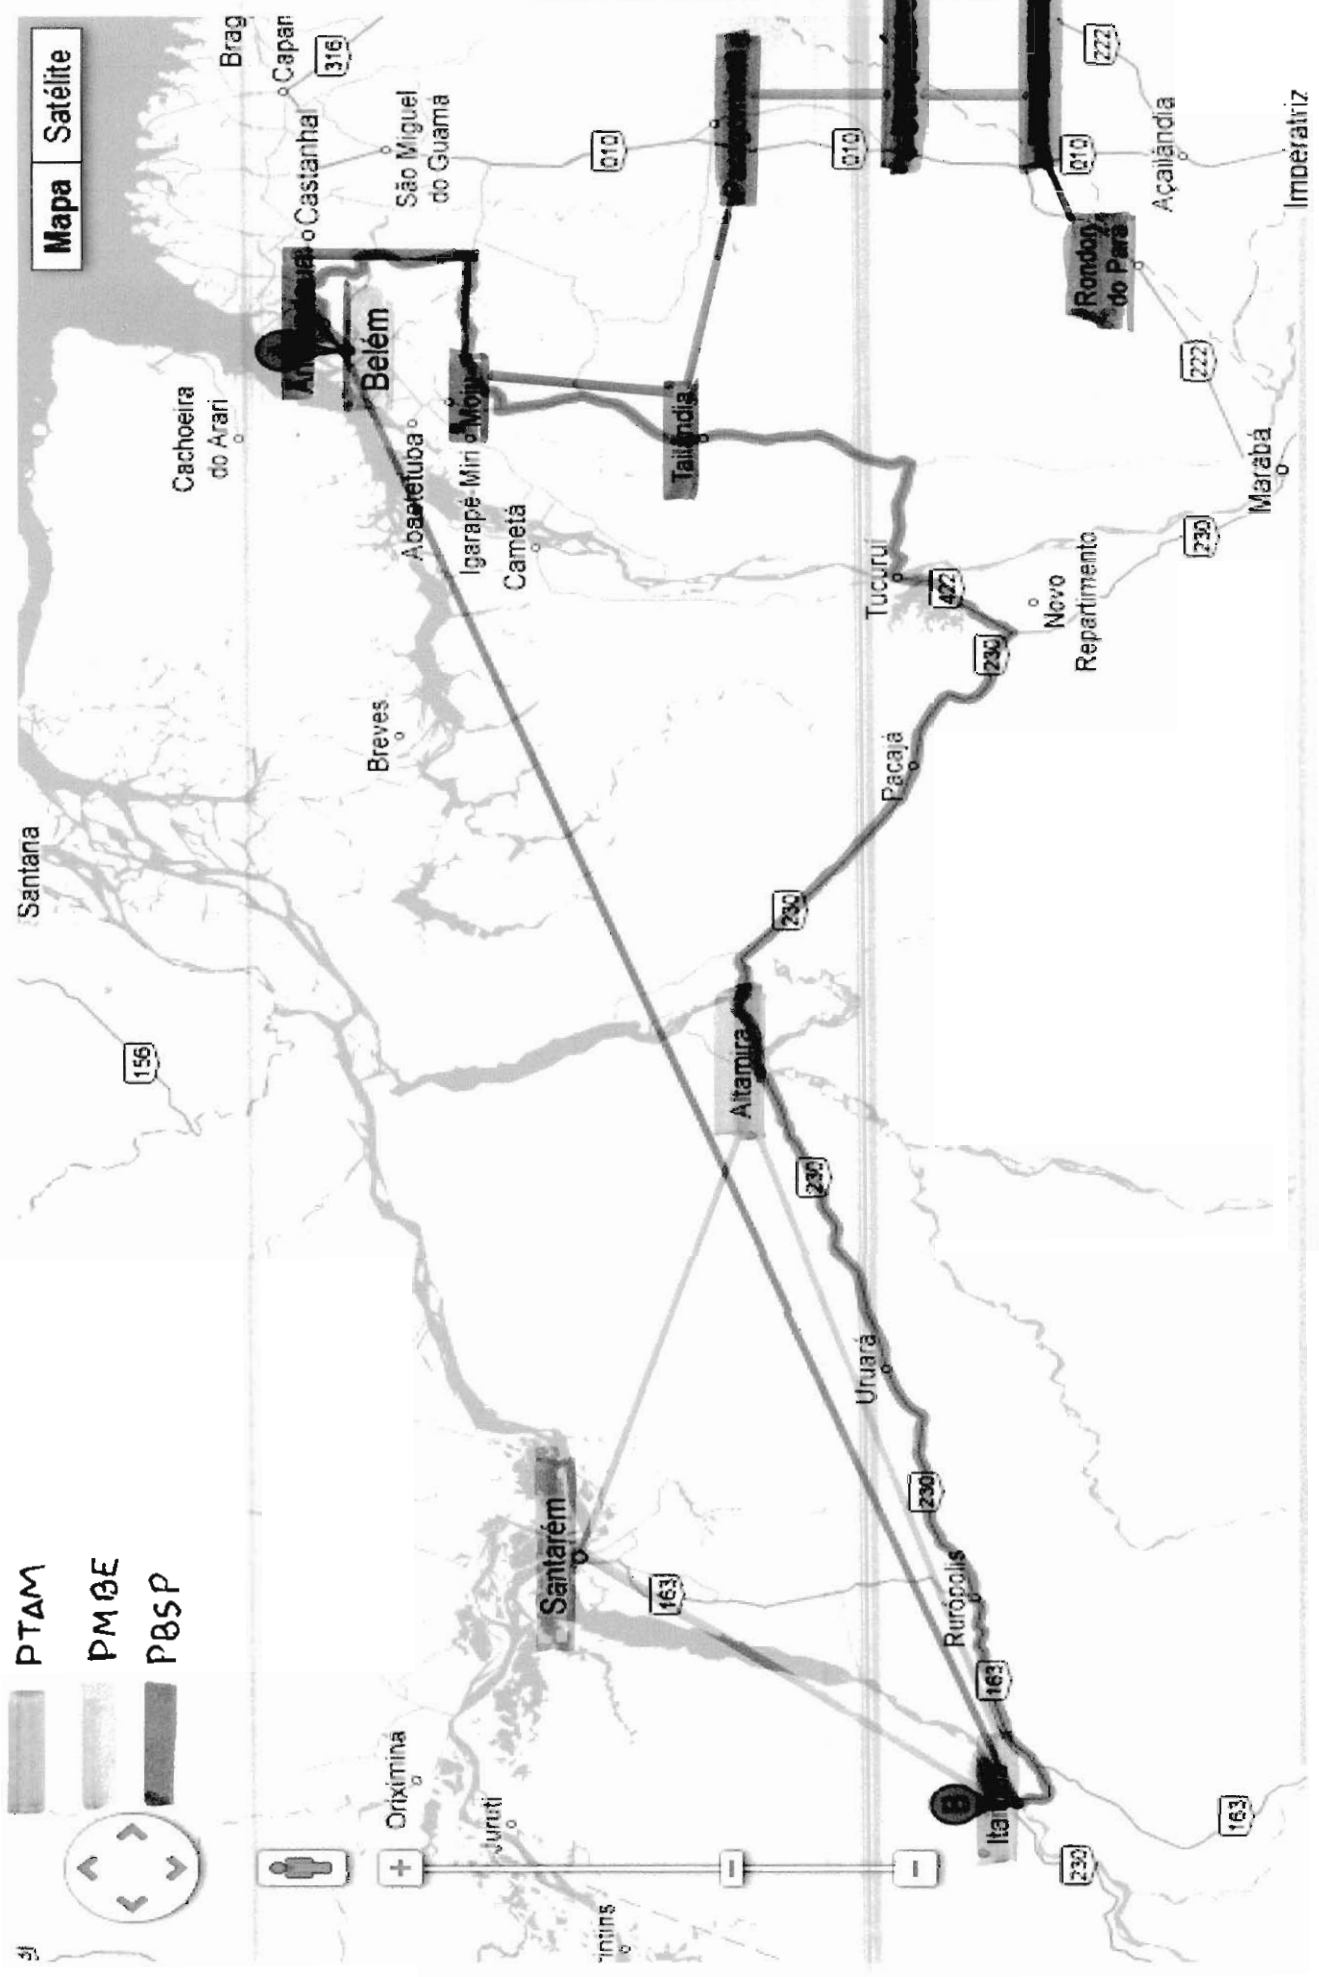 Mapa
Satélite
PTAM
PMBE
PBSP
Santana
156
Brag
Capan
316
Castanhal
São Miguel
do Guamá
010
010
010
222
Açailândia
Imperatriz
Cachoeira
do Arari
Belém
Abaetetuba
Igarapé-Miri
Moju
Cametá
Tailândia
Rondon
do Pará
222
Marabá
230
Breves
Tucuruí
422
Novo
Repartimento
230
Pacajá
230
Altamira
230
Uruará
230
Santarém
163
Rurópolis
163
Oriximiná
Juruti
intins
B
Itai
230
163